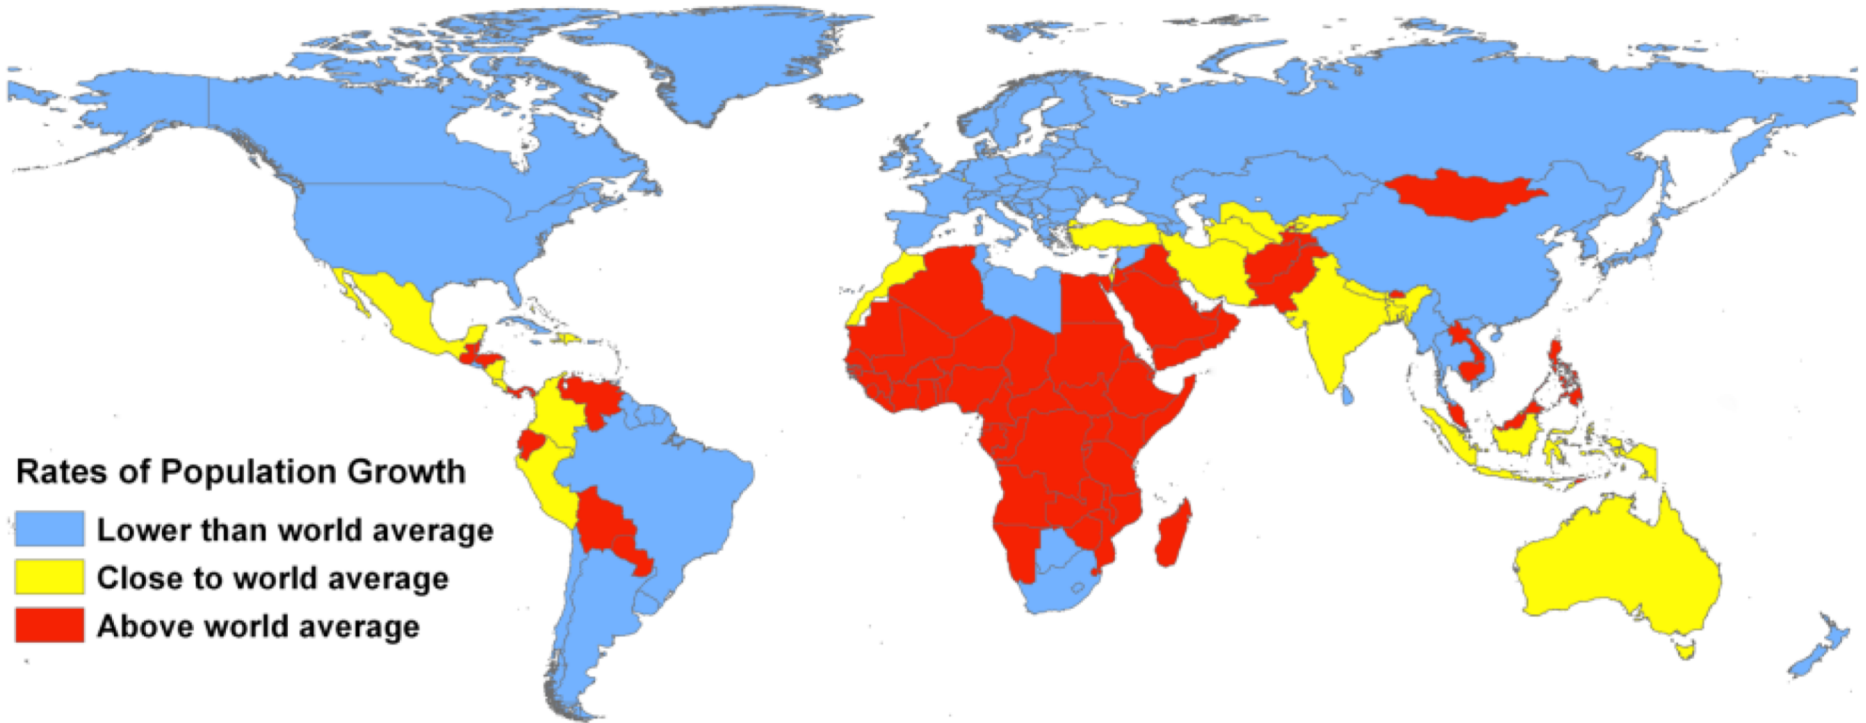 Rates of Population Growth
Lower than world average
Close to world average
Above world average